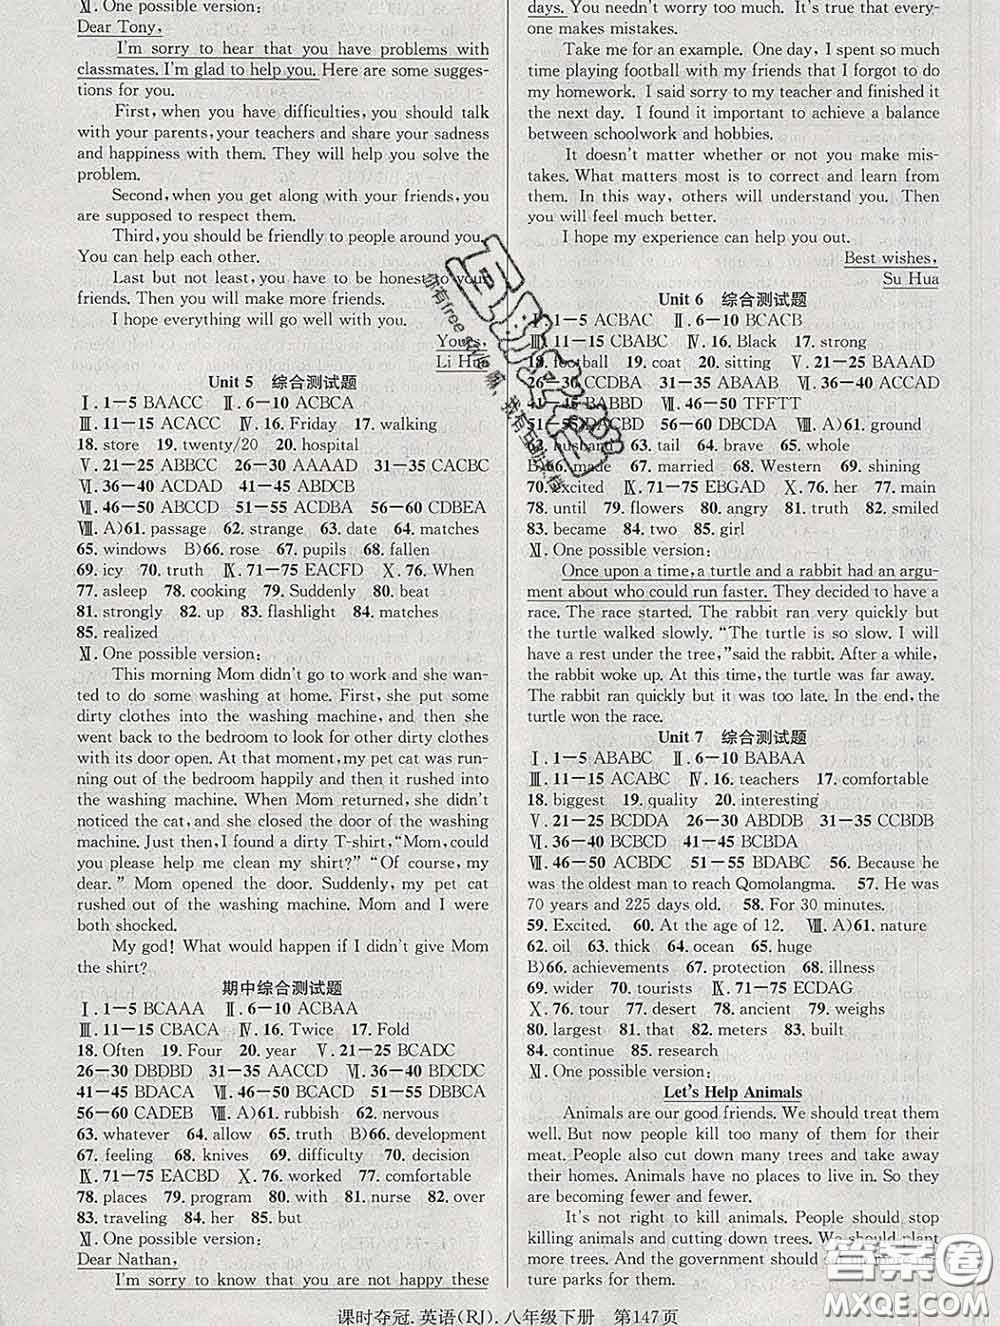 Ⅺ. One possible version:
Dear Tony,
I'm sorry to hear that you have problems with
classmates. I'm glad to help you. Here are some sugges-
tions for you.
First, when you have difficulties, you should talk
with your parents, your teachers and share your sadness
and happiness with them. They will help you solve the
problem.
Second, when you get along with your friends, you
are supposed to respect them.
Third, you should be friendly to people around you.
You can help each other.
Last but not least, you have to be honest to your
friends. Then you will make more friends.
I hope everything will go well with you.
Li Hua
Unit 5 综合测试题
Ⅰ. 1-5 BAACC Ⅱ. 6-10 ACBCA
Ⅲ. 11-15 ACACC Ⅳ. 16. Friday 17. walking
18. store 19. twenty/20 20. hospital
Ⅴ. 21-25 ABBCC 26-30 AAAAD 31-35 CACBC
Ⅵ. 36-40 ACDAD 41-45 ABDCB
Ⅶ. 46-50 ABCCD 51-55 ACDBA 56-60 CDBEA
Ⅷ. A)61. passage 62. strange 63. date 64. matches
65. windows B)66. rose 67. pupils 68. fallen
69. icy 70. truth Ⅸ. 71-75 EACFD Ⅹ. 76. When
77. asleep 78. cooking 79. Suddenly 80. beat
81. strongly 82. up 83. flashlight 84. matches
85. realized
Ⅺ. One possible version:
This morning Mom didn't go to work and she wan-
ted to do some washing at home. First, she put some
dirty clothes into the washing machine, and then she
went back to the bedroom to look for other dirty clothes
with its door open. At that moment, my pet cat was run-
ning out of the bedroom happily and then it rushed into
the washing machine. When Mom returned, she didn't
noticed the cat, and she closed the door of the washing
machine. Just then, I found a dirty T-shirt, "Mom, could
you please help me clean my shirt?" "Of course, my
dear." Mom opened the door. Suddenly, my pet cat
rushed out of the washing machine. Mom and I were
both shocked.
My god! What would happen if I didn't give Mom
the shirt?
期中综合测试题
Ⅰ. 1-5 BCAAA Ⅱ. 6-10 ACBAA
Ⅲ. 11-15 CBACA Ⅳ. 16. Twice 17. Fold
18. Often 19. Four 20. year Ⅴ. 21-25 BCADC
26-30 DBDBD 31-35 AACCD Ⅵ. 36-40 BDCDB
41-45 BDACA Ⅶ. 46-50 BCACD 51-55 DBBCA
56-60 CADEB Ⅷ. A)61. rubbish 62. nervous
63. whatever 64. allow 65. truth B)66. development
67. feeling 68. knives 69. difficulty 70. decision
Ⅸ. 71-75 EACBD Ⅹ. 76. worked 77. comfortable
78. places 79. program 80. with 81. nurse 82. over
83. traveling 84. her 85. but
Ⅺ. One possible version:
Dear Nathan,
I'm sorry to know that you are not happy these
days. You needn't worry too much. It's true that every-
one makes mistakes.
Take me for an example. One day, I spent so much
time playing football with my friends that I forgot to do
my homework. I said sorry to my teacher and finished it
the next day. I found it important to achieve a balance
between schoolwork and hobbies.
It doesn't matter whether or not you make mis-
takes. What matters most is to correct and learn from
them. In this way, others will understand you. Then
you will feel much better.
I hope my experience can help you out.
Best wishes,
Su Hua
Unit 6 综合测试题
Ⅰ. 1-5 ACBAC Ⅱ. 6-10 BCACB
Ⅲ. 11-15 CBACB Ⅳ. 16. Black 17. strong
18. football 19. coat 20. sitting Ⅴ. 21-25 BAADD
26-30 CCDBA 31-35 ABAAB Ⅵ. 36-40 ACCAD
41-45 BABBD Ⅶ. 46-50 TFFTT
56-60 DBCDA Ⅷ. A)61. ground
62. husband 63. tail 64. brave 65. whole
B)66. made 67. married 68. Western 69. shining
70. excited Ⅸ. 71-75 EBGAD Ⅹ. 76. her 77. main
78. until 79. flowers 80. angry 81. truth 82. smiled
83. became 84. two 85. girl
Ⅺ. One possible version:
Once upon a time, a turtle and a rabbit had an argu-
ment about who could run faster. They decided to have a
race. The race started. The rabbit ran very quickly but
the turtle walked slowly. "The turtle is so slow. I will
have a rest under the tree," said the rabbit. After a while,
the rabbit woke up. At this time, the turtle was far away.
The rabbit ran quickly but it was too late. In the end, the
turtle won the race.
Unit 7 综合测试题
Ⅰ. 1-5 ABABC Ⅱ. 6-10 BABAA
Ⅲ. 11-15 ACABC Ⅳ. 16. teachers 17. comfortable
18. biggest 19. quality 20. interesting
Ⅴ. 21-25 BCDDA 26-30 ABDDB 31-35 CCBDB
Ⅵ. 36-40 BCBCD 41-45 BCBDA
Ⅶ. 46-50 ACBDC 51-55 BDABC 56. Because he
was the oldest man to reach Qomolangma. 57. He was
70 years and 225 days old. 58. For 30 minutes.
59. Excited. 60. At the age of 12. Ⅷ. A)61. nature
62. oil 63. thick 64. ocean 65. huge
B)66. achievements 67. protection 68. illness
69. wider 70. tourists Ⅸ. 71-75 ECDAG
Ⅹ. 76. tour 77. desert 78. ancient 79. weighs
80. largest 81. that 82. meters 83. built
84. continue 85. research
Ⅺ. One possible version:
Let's Help Animals
Animals are our good friends. We should treat them
well. But now people kill too many of them for their
meat. People also cut down many trees and take away
their homes. Animals have no places to live in. So they
are becoming fewer and fewer.
It's not right to kill animals. People should stop
killing animals and cutting down trees. We should plant
more trees. And the government should
ture parks for them.
课时夺冠. 英语(RJ). 八年级下册 第147页
答案圈
MXQE.COM